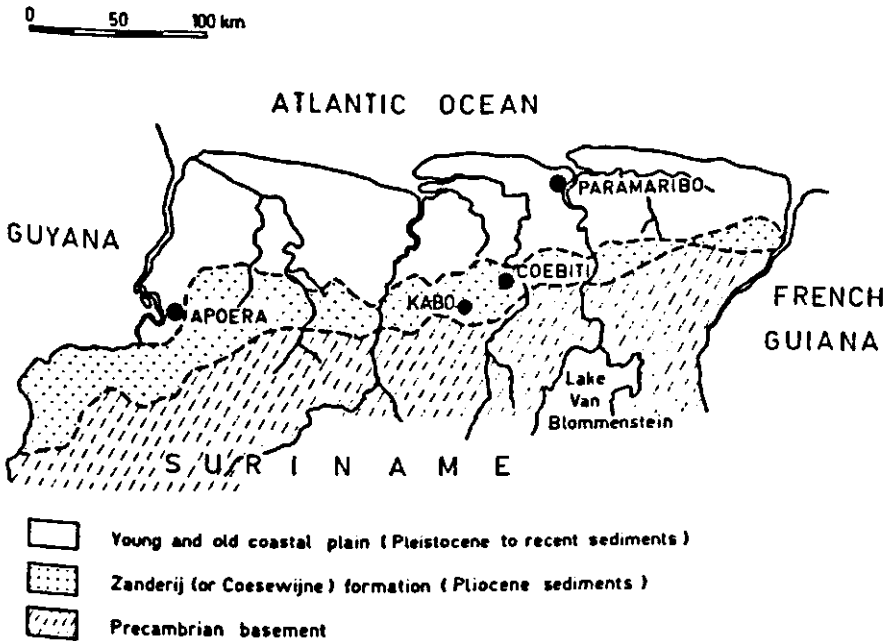 0 50 100 km
ATLANTIC OCEAN
PARAMARIBO
GUYANA
COEBITI
KABO
APOERA
FRENCH
GUIANA
Lake
Van
Blommenstein
SURINAME
Young and old coastal plain (Pleistocene to recent sediments)
Zanderij (or Coesewijne) formation (Pliocene sediments)
Precambrian basement